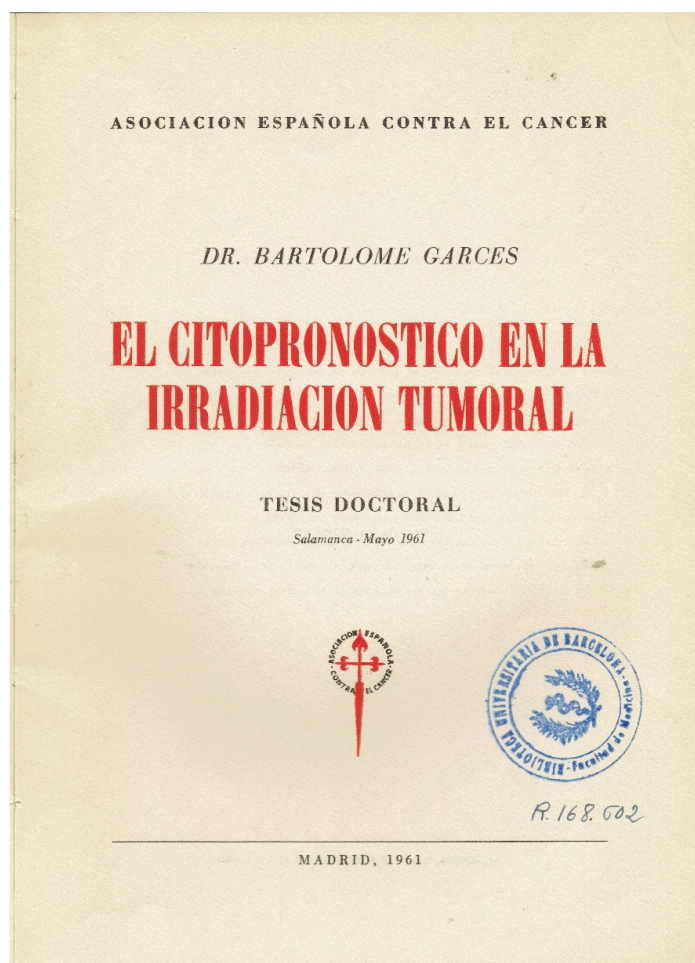 ASOCIACION ESPAÑOLA CONTRA EL CANCER
DR. BARTOLOME GARCES
EL CITOPRONOSTICO EN LA
IRRADIACION TUMORAL
TESIS DOCTORAL
Salamanca - Mayo 1961
ASOCIACION ESPAÑOLA
CONTRA EL CANCER
BIBLIOTECA UNIVERSITARIA DE BARCELONA
Facultad de Medicina
R. 168.602
MADRID, 1961